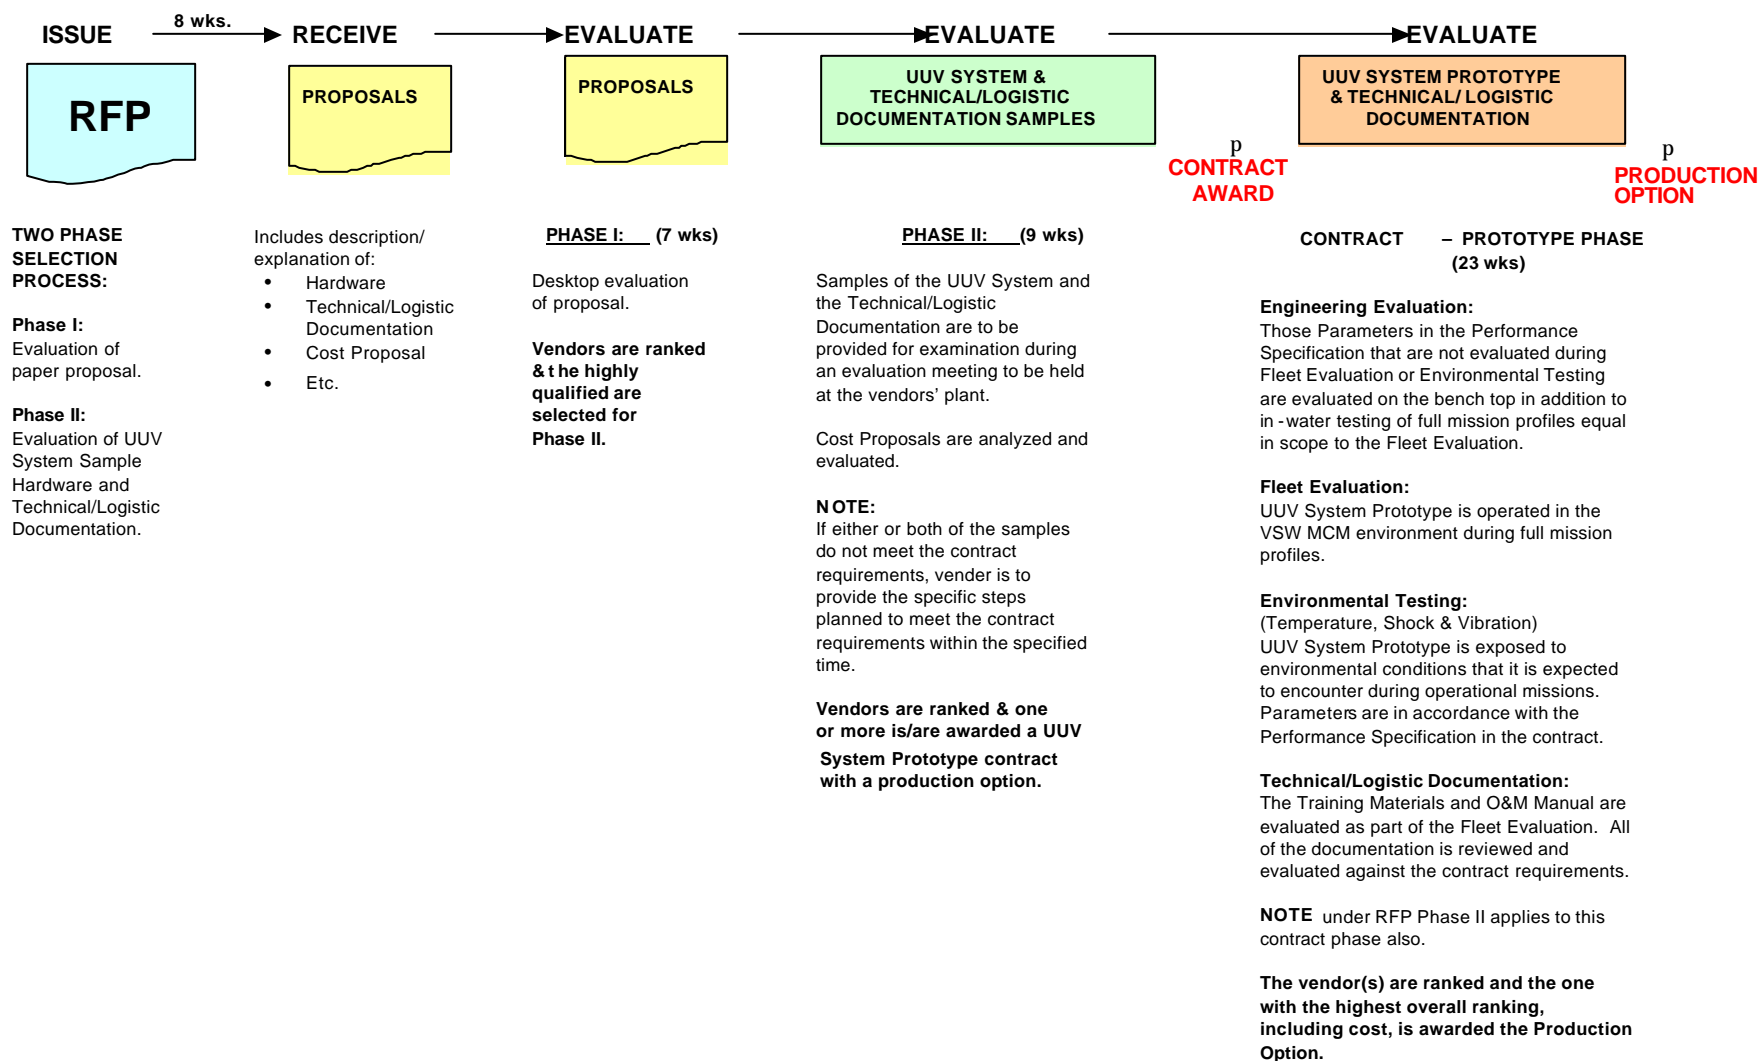 8 wks.
ISSUE
RECEIVE
EVALUATE
EVALUATE
EVALUATE
RFP
PROPOSALS
PROPOSALS
UUV SYSTEM &
TECHNICAL/LOGISTIC
DOCUMENTATION SAMPLES
UUV SYSTEM PROTOTYPE
& TECHNICAL/ LOGISTIC
DOCUMENTATION
p
CONTRACT
AWARD
p
PRODUCTION
OPTION
TWO PHASE
SELECTION
PROCESS:
Phase I:
Evaluation of
paper proposal.
Phase II:
Evaluation of UUV
System Sample
Hardware and
Technical/Logistic
Documentation.
Includes description/
explanation of:
• Hardware
• Technical/Logistic
Documentation
• Cost Proposal
• Etc.
PHASE I: (7 wks)
Desktop evaluation
of proposal.
Vendors are ranked
& t he highly
qualified are
selected for
Phase II.
PHASE II: (9 wks)
Samples of the UUV System and
the Technical/Logistic
Documentation are to be
provided for examination during
an evaluation meeting to be held
at the vendors' plant.
Cost Proposals are analyzed and
evaluated.
N OTE:
If either or both of the samples
do not meet the contract
requirements, vender is to
provide the specific steps
planned to meet the contract
requirements within the specified
time.
Vendors are ranked & one
or more is/are awarded a UUV
System Prototype contract
with a production option.
CONTRACT – PROTOTYPE PHASE
(23 wks)
Engineering Evaluation:
Those Parameters in the Performance
Specification that are not evaluated during
Fleet Evaluation or Environmental Testing
are evaluated on the bench top in addition to
in -water testing of full mission profiles equal
in scope to the Fleet Evaluation.
Fleet Evaluation:
UUV System Prototype is operated in the
VSW MCM environment during full mission
profiles.
Environmental Testing:
(Temperature, Shock & Vibration)
UUV System Prototype is exposed to
environmental conditions that it is expected
to encounter during operational missions.
Parameters are in accordance with the
Performance Specification in the contract.
Technical/Logistic Documentation:
The Training Materials and O&M Manual are
evaluated as part of the Fleet Evaluation. All
of the documentation is reviewed and
evaluated against the contract requirements.
NOTE under RFP Phase II applies to this
contract phase also.
The vendor(s) are ranked and the one
with the highest overall ranking,
including cost, is awarded the Production
Option.